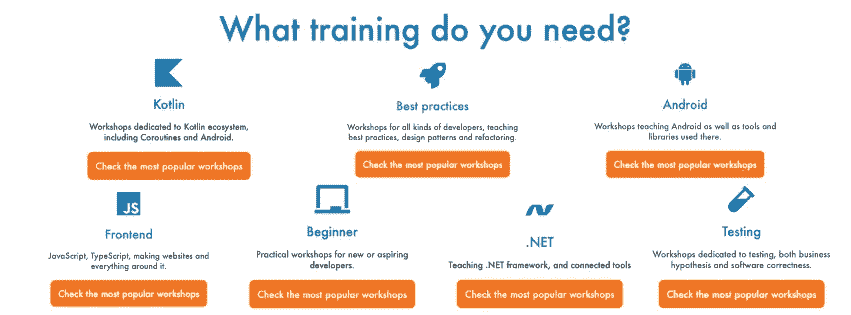 What training do you need?
Kotlin
Workshops dedicated to Kotlin ecosystem,
including Coroutines and Android.
Check the most popular workshops
Best practices
Workshops for all kinds of developers, teaching
best practices, design patterns and refactoring.
Check the most popular workshops
Android
Workshops teaching Android as well as tools and
libraries used there.
Check the most popular workshops
JS
Frontend
JavaScript, TypeScript, making websites and
everything around it.
Check the most popular workshops
Beginner
Practical workshops for new or aspiring
developers.
Check the most popular workshops
.NET
Teaching .NET framework, and connected tools
Check the most popular workshops
Testing
Workshops dedicated to testing, both business
hypothesis and software correctness.
Check the most popular workshops